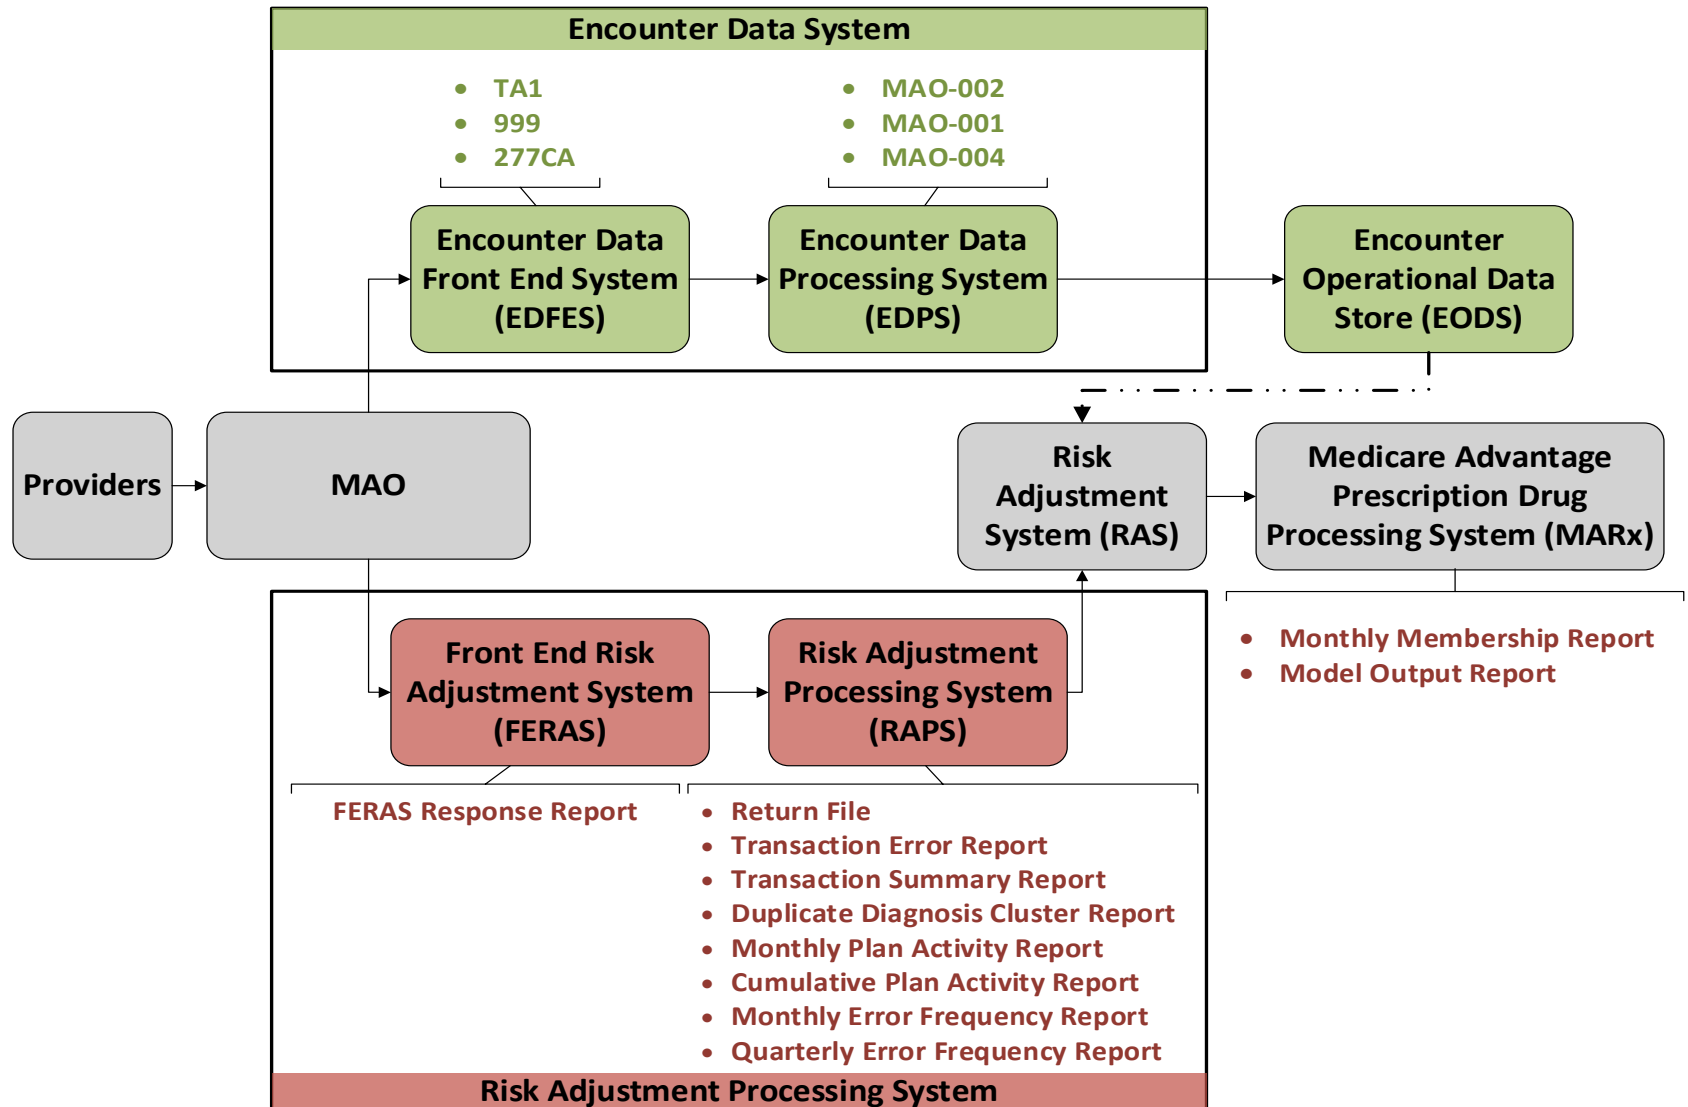 Encounter Data System
• TA1
• 999
• 277CA
• MAO-002
• MAO-001
• MAO-004
Encounter Data
Front End System
(EDFES)
Encounter Data
Processing System
(EDPS)
Encounter
Operational Data
Store (EODS)
Providers
MAO
Risk
Adjustment
System (RAS)
Medicare Advantage
Prescription Drug
Processing System (MARx)
• Monthly Membership Report
• Model Output Report
Front End Risk
Adjustment System
(FERAS)
Risk Adjustment
Processing System
(RAPS)
FERAS Response Report
• Return File
• Transaction Error Report
• Transaction Summary Report
• Duplicate Diagnosis Cluster Report
• Monthly Plan Activity Report
• Cumulative Plan Activity Report
• Monthly Error Frequency Report
• Quarterly Error Frequency Report
Risk Adjustment Processing System